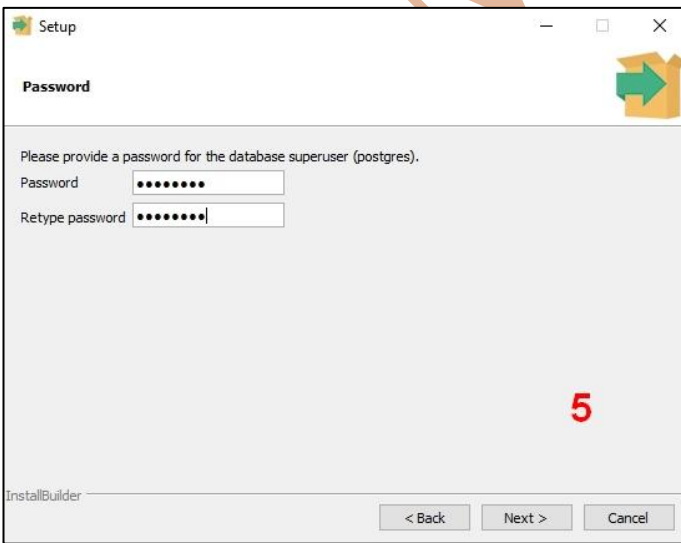 Setup
Password
Please provide a password for the database superuser (postgres).
Password ••••••••
Retype password ••••••••
5
InstallBuilder
< Back Next > Cancel